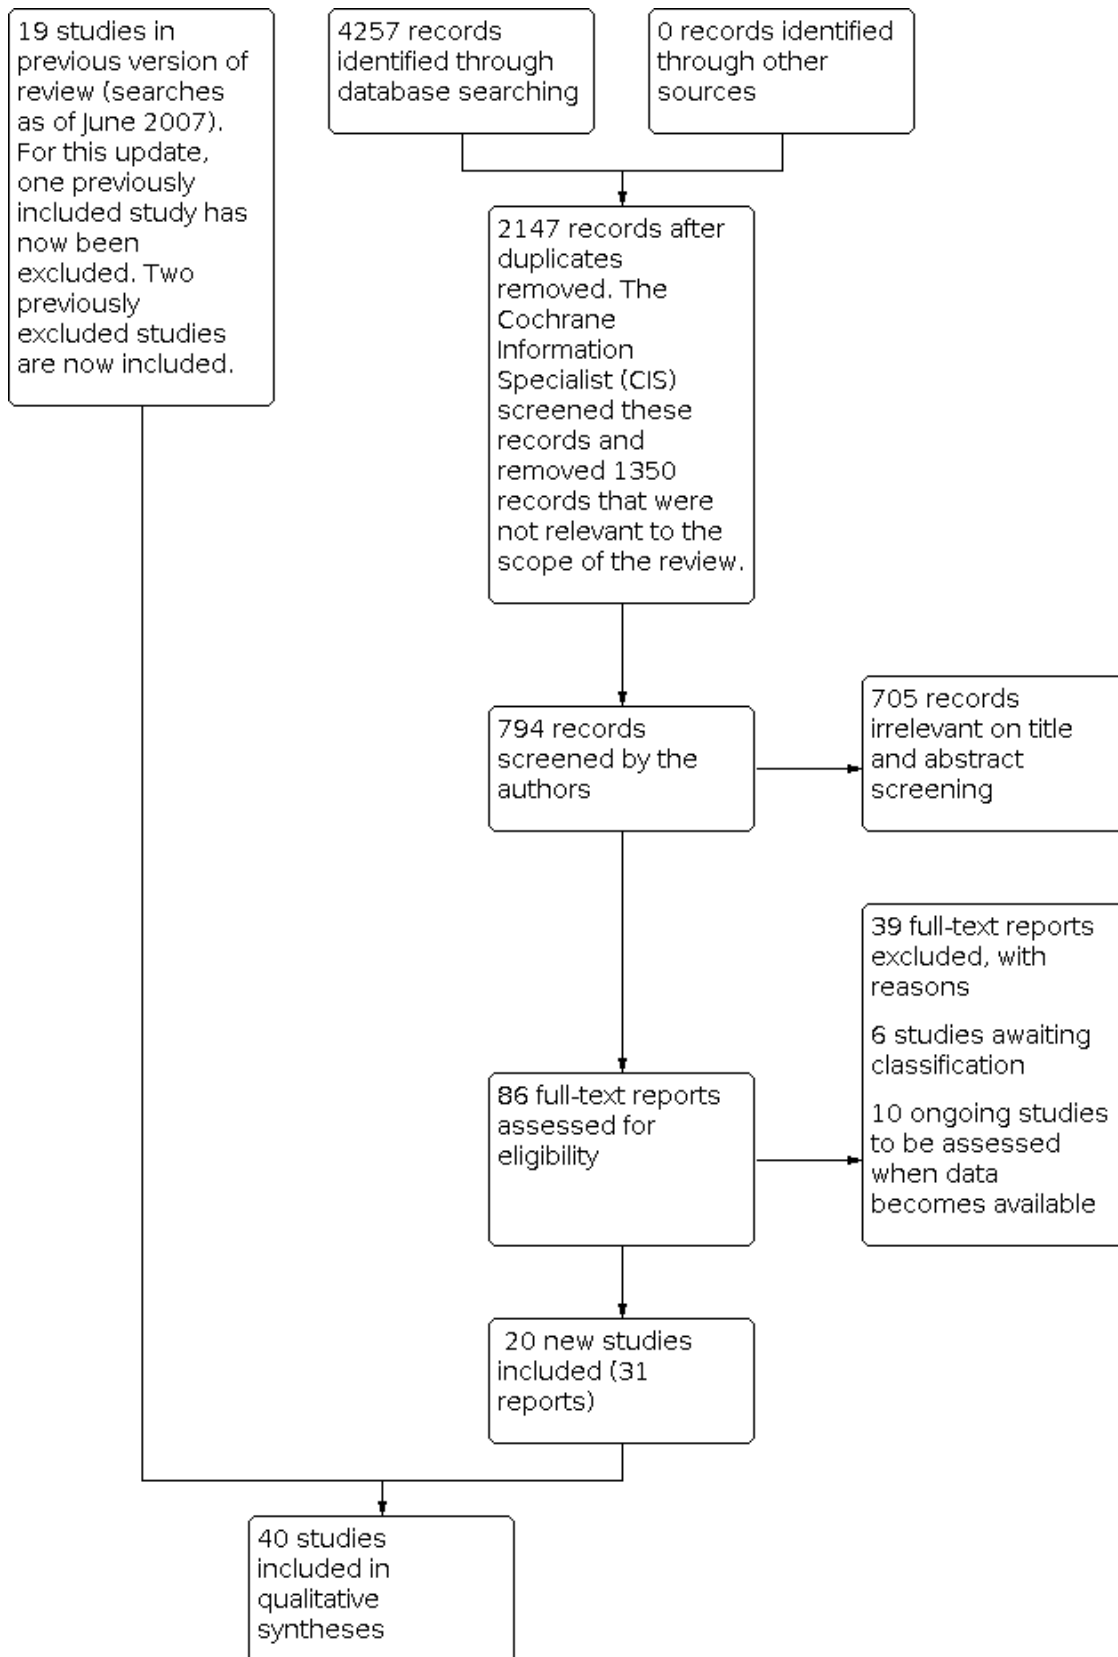 19 studies in
previous version of
review (searches
as of June 2007).
For this update,
one previously
included study has
now been
excluded. Two
previously
excluded studies
are now included.
4257 records
identified through
database searching
0 records identified
through other
sources
2147 records after
duplicates
removed. The
Cochrane
Information
Specialist (CIS)
screened these
records and
removed 1350
records that were
not relevant to the
scope of the review.
794 records
screened by the
authors
705 records
irrelevant on title
and abstract
screening
86 full-text reports
assessed for
eligibility
39 full-text reports
excluded, with
reasons
6 studies awaiting
classification
10 ongoing studies
to be assessed
when data
becomes available
20 new studies
included (31
reports)
40 studies
included in
qualitative
syntheses